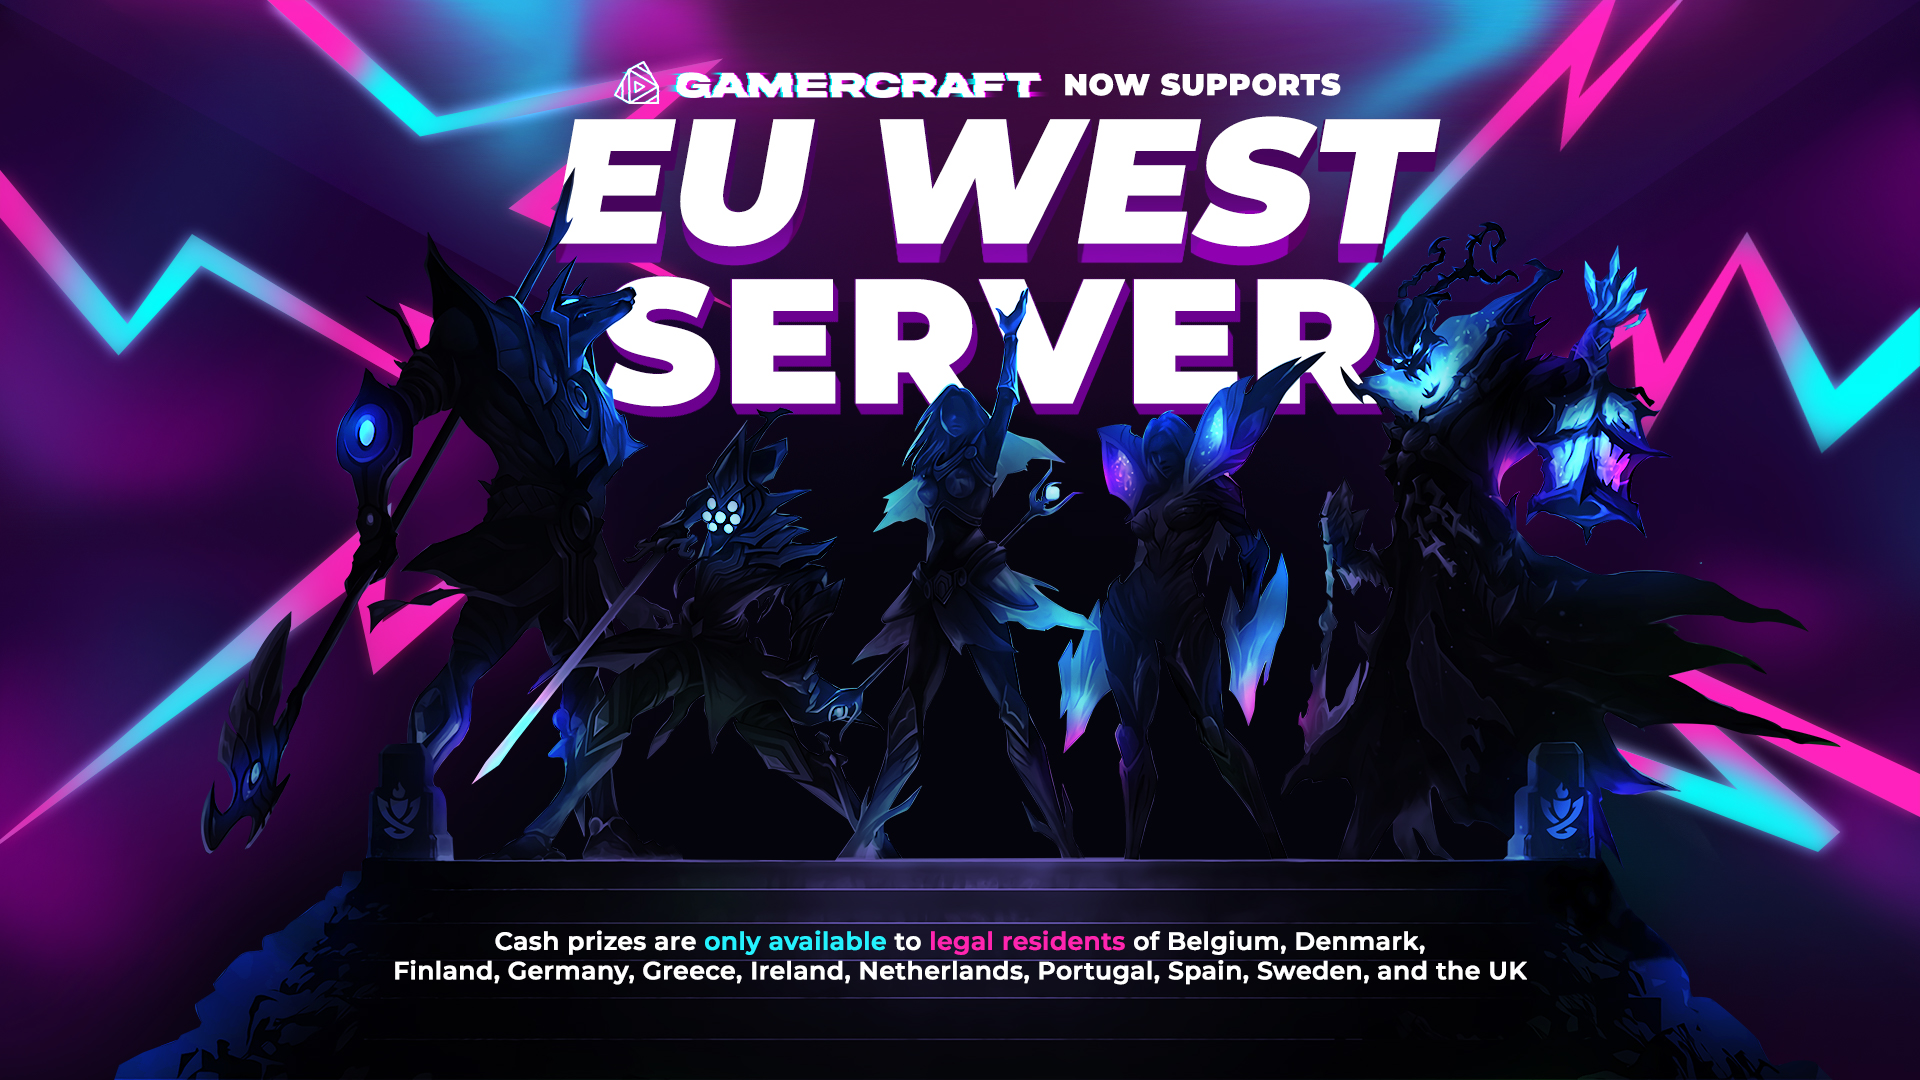 GAMERCRAFT NOW SUPPORTS
EU WEST
SERVER
Cash prizes are only available to legal residents of Belgium, Denmark,
Finland, Germany, Greece, Ireland, Netherlands, Portugal, Spain, Sweden, and the UK